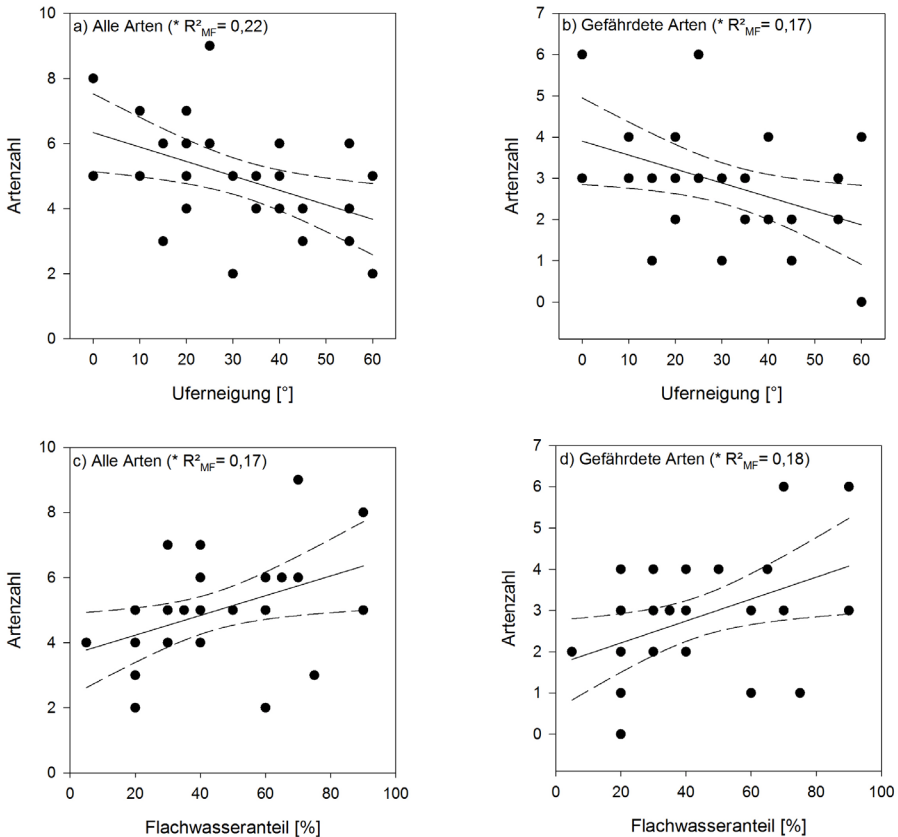 a) Alle Arten (* R²MF= 0,22)
10
8
6
4
2
0
Artenzahl
0 10 20 30 40 50 60
Uferneigung [°]
b) Gefährdete Arten (* R²MF= 0,17)
7
6
5
4
3
2
1
0
Artenzahl
0 10 20 30 40 50 60
Uferneigung [°]
c) Alle Arten (* R²MF= 0,17)
10
8
6
4
2
0
Artenzahl
0 20 40 60 80 100
Flachwasseranteil [%]
d) Gefährdete Arten (* R²MF= 0,18)
7
6
5
4
3
2
1
0
Artenzahl
0 20 40 60 80 100
Flachwasseranteil [%]